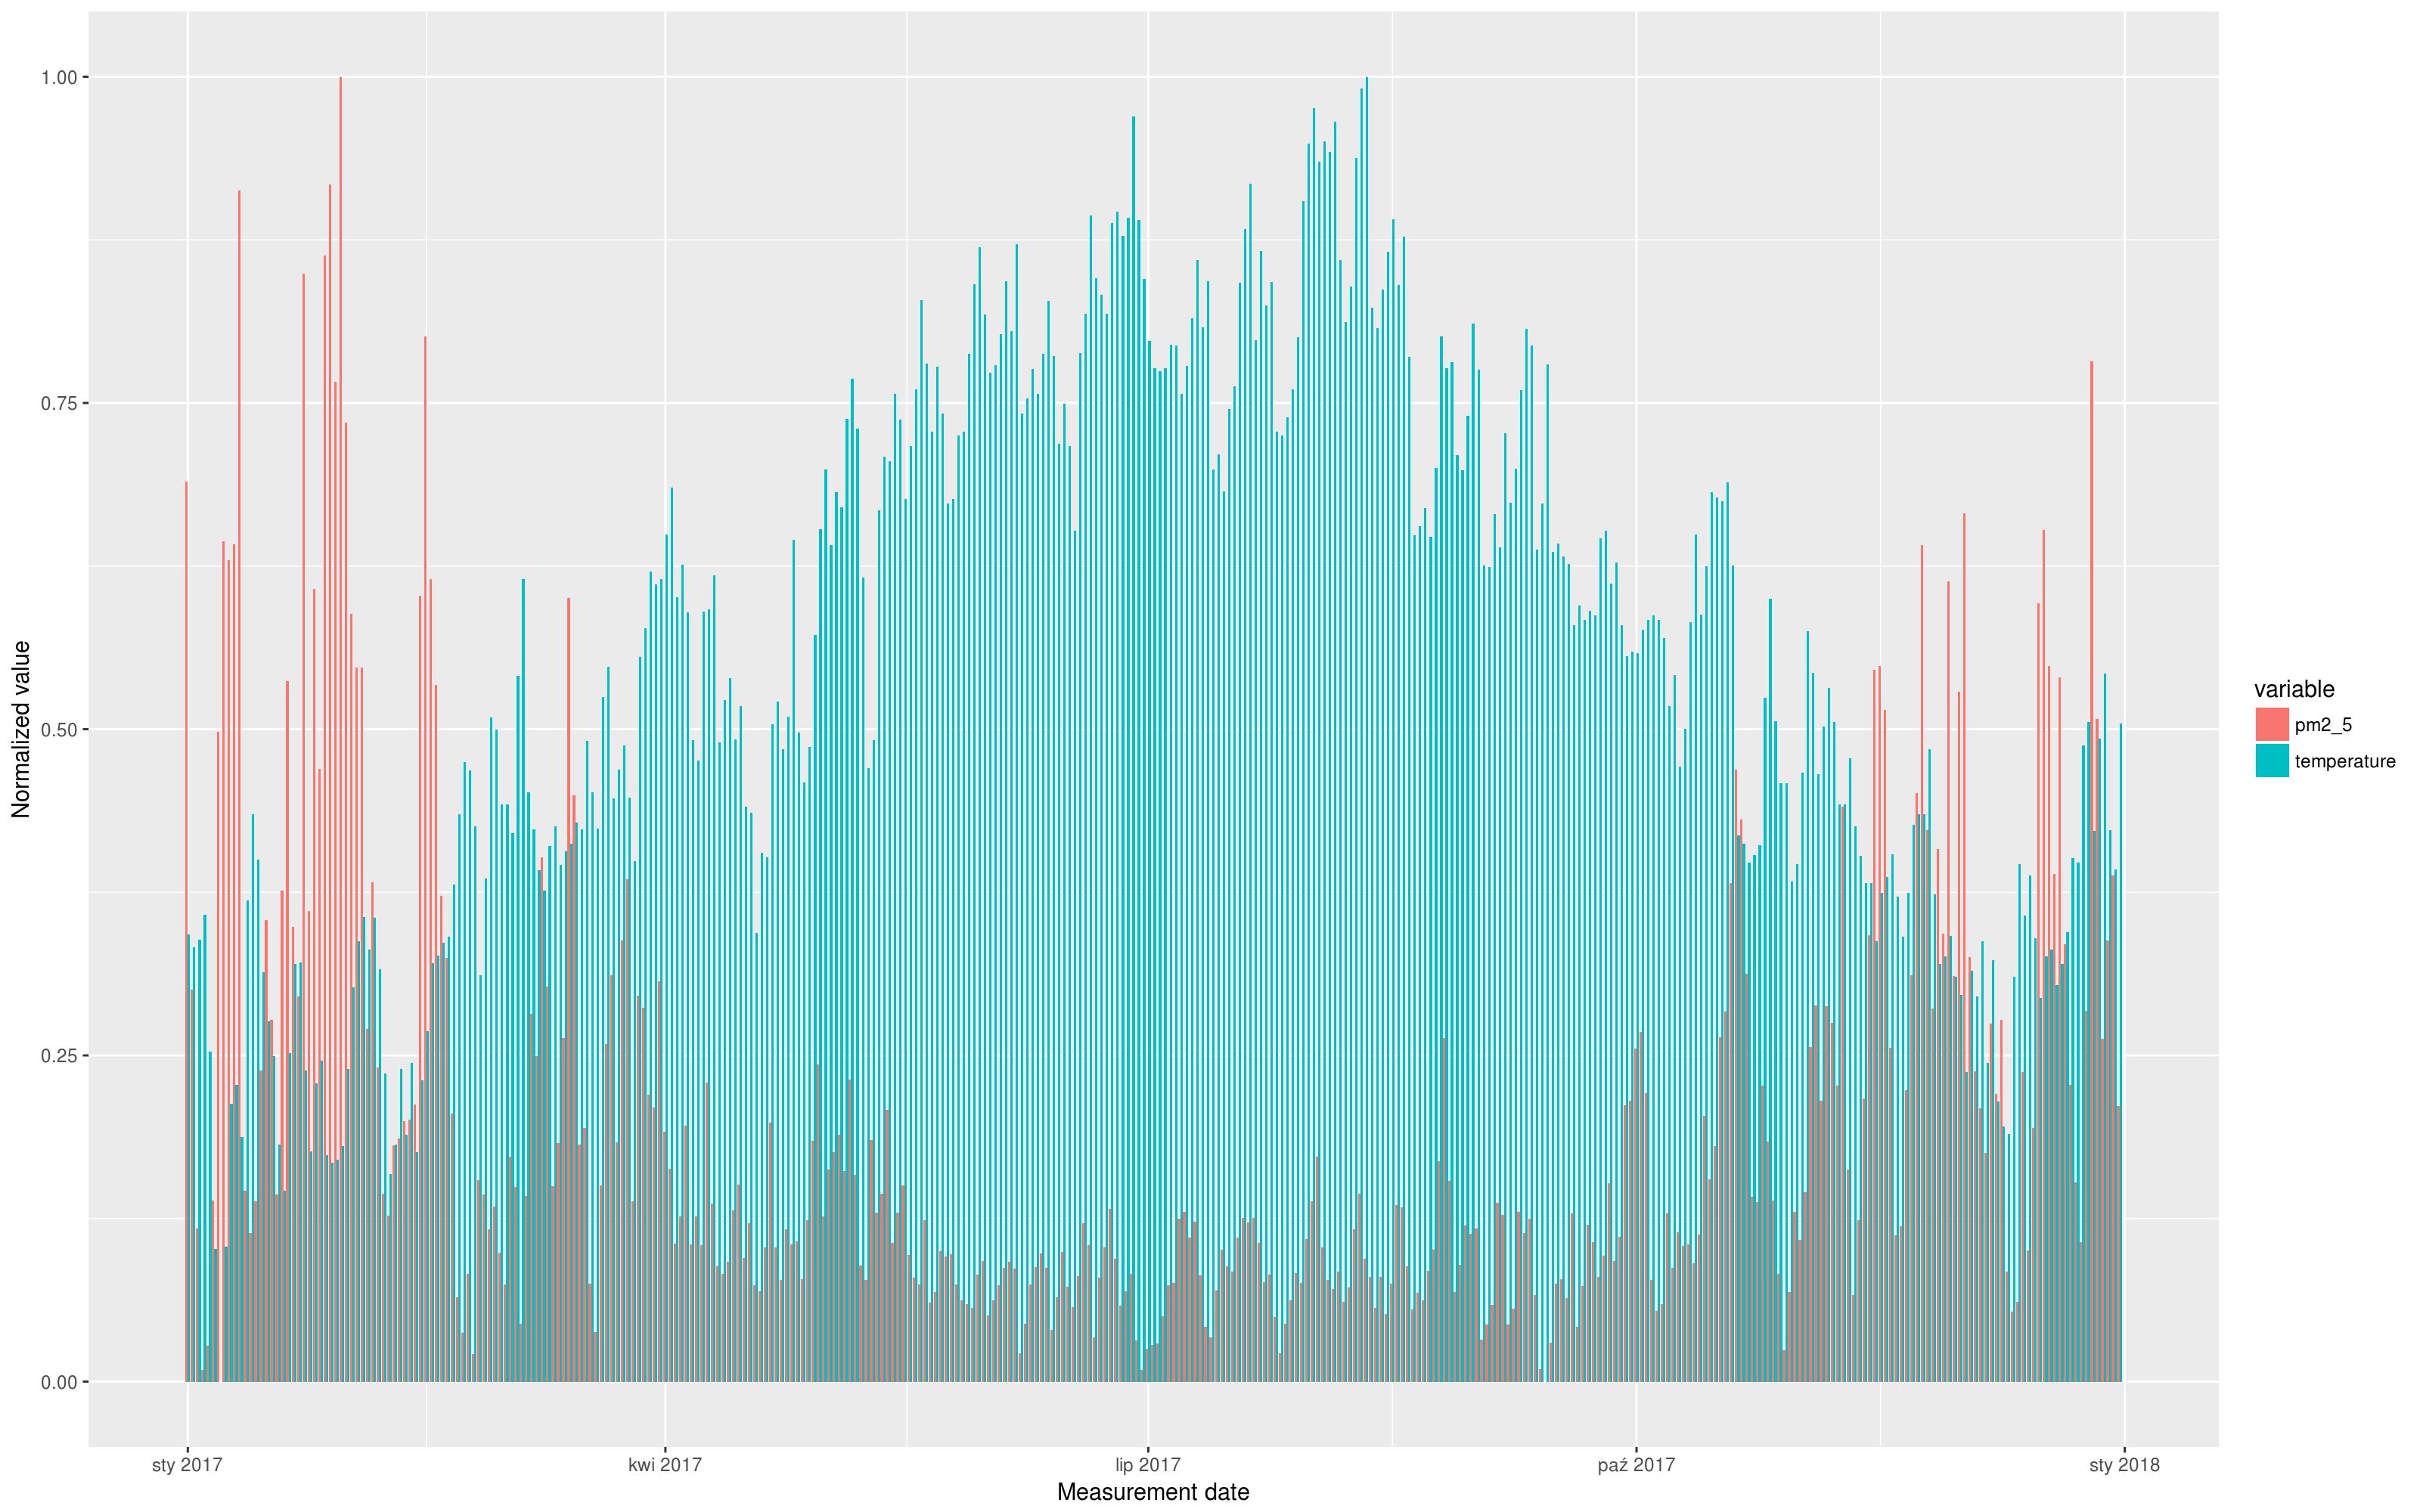 1.00
0.75
0.50
0.25
0.00
Normalized value
sty 2017
kwi 2017
lip 2017
paź 2017
sty 2018
Measurement date
variable
pm2_5
temperature